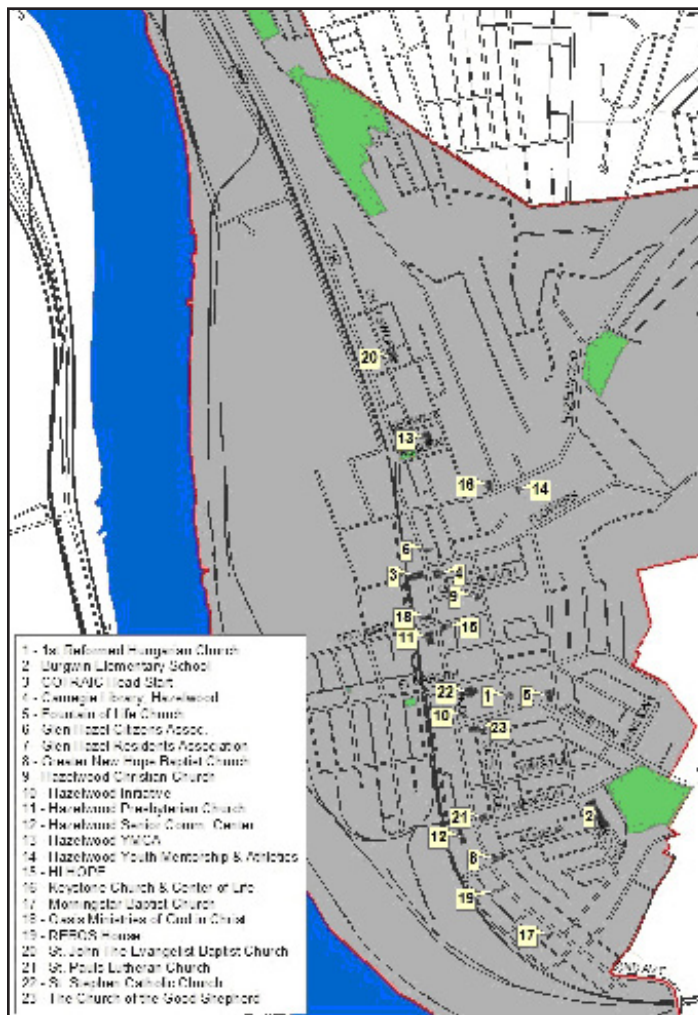 20
13
16
14
6
3
4
9
18
15
11
22
1
5
10
23
21
2
12
8
19
17
2ND AVE
1 - 1st Reformed Hungarian Church
2 - Burgwin Elementary School
3 - COTRAIC Head Start
4 - Carnegie Library, Hazelwood
5 - Fountain of Life Church
6 - Glen Hazel Citizens Assoc.
7 - Glen Hazel Residents Association
8 - Greater New Hope Baptist Church
9 - Hazelwood Christian Church
10 - Hazelwood Initiative
11 - Hazelwood Presbyterian Church
12 - Hazelwood Senior Comm. Center
13 - Hazelwood YMCA
14 - Hazelwood Youth Mentorship & Athletics
15 - HI HOPE
16 - Keystone Church & Center of Life
17 - Morningstar Baptist Church
18 - Oasis Ministries of God in Christ
19 - REBOS House
20 - St. John The Evangelist Baptist Church
21 - St. Pauls Lutheran Church
22 - St. Stephen Catholic Church
23 - The Church of the Good Shepherd